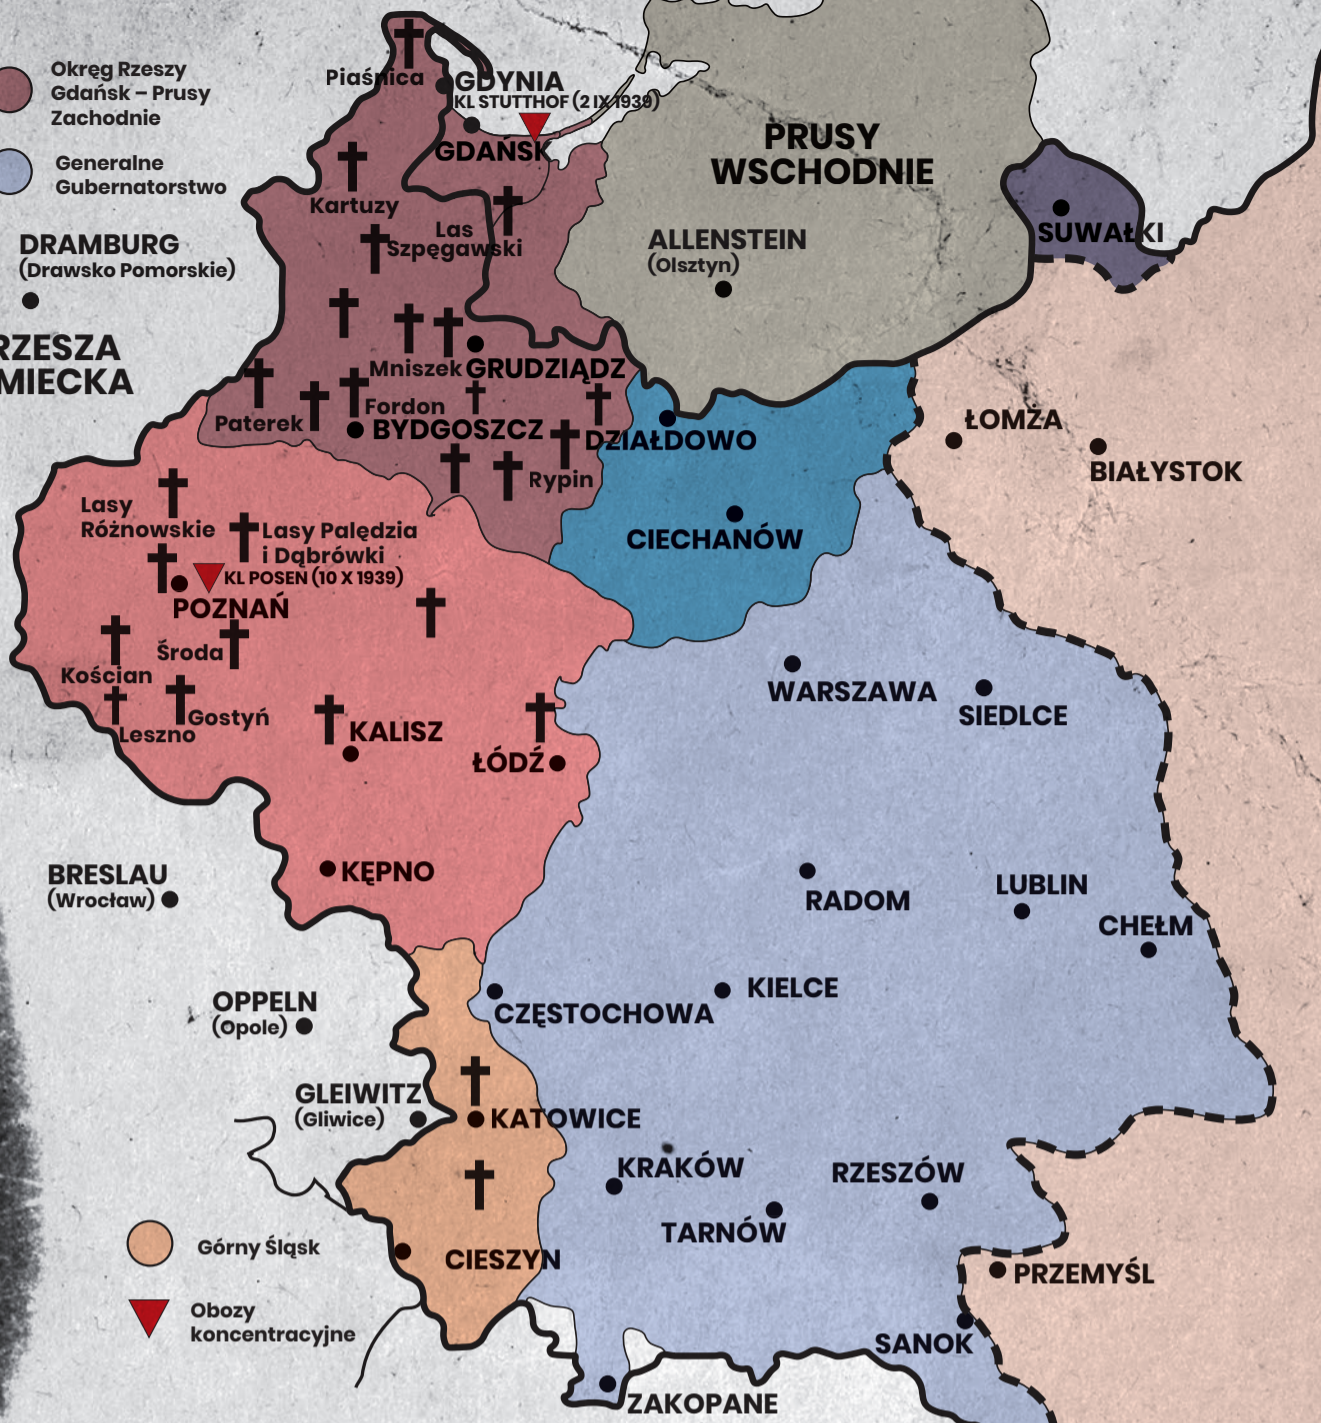 Okręg Rzeszy
Gdańsk – Prusy
Zachodnie
Generalne
Gubernatorstwo
Piaśnica
GDYNIA
KL STUTTHOF (2 IX 1939)
GDAŃSK
PRUSY
WSCHODNIE
SUWAŁKI
Kartuzy
Las
Szpęgawski
DRAMBURG
(Drawsko Pomorskie)
ALLENSTEIN
(Olsztyn)
RZESZA
MIECKA
Mniszek
GRUDZIĄDZ
Paterek
Fordon
BYDGOSZCZ
DZIAŁDOWO
ŁOMŻA
BIAŁYSTOK
Rypin
Lasy
Różnowskie
Lasy Palędzia
i Dąbrówki
CIECHANÓW
KL POSEN (10 X 1939)
POZNAŃ
Środa
Kościan
Gostyń
Leszno
KALISZ
ŁÓDŹ
WARSZAWA
SIEDLCE
KĘPNO
BRESLAU
(Wrocław)
RADOM
LUBLIN
CHEŁM
OPPELN
(Opole)
CZĘSTOCHOWA
KIELCE
GLEIWITZ
(Gliwice)
KATOWICE
KRAKÓW
RZESZÓW
TARNÓW
Górny Śląsk
CIESZYN
PRZEMYŚL
Obozy
koncentracyjne
SANOK
ZAKOPANE